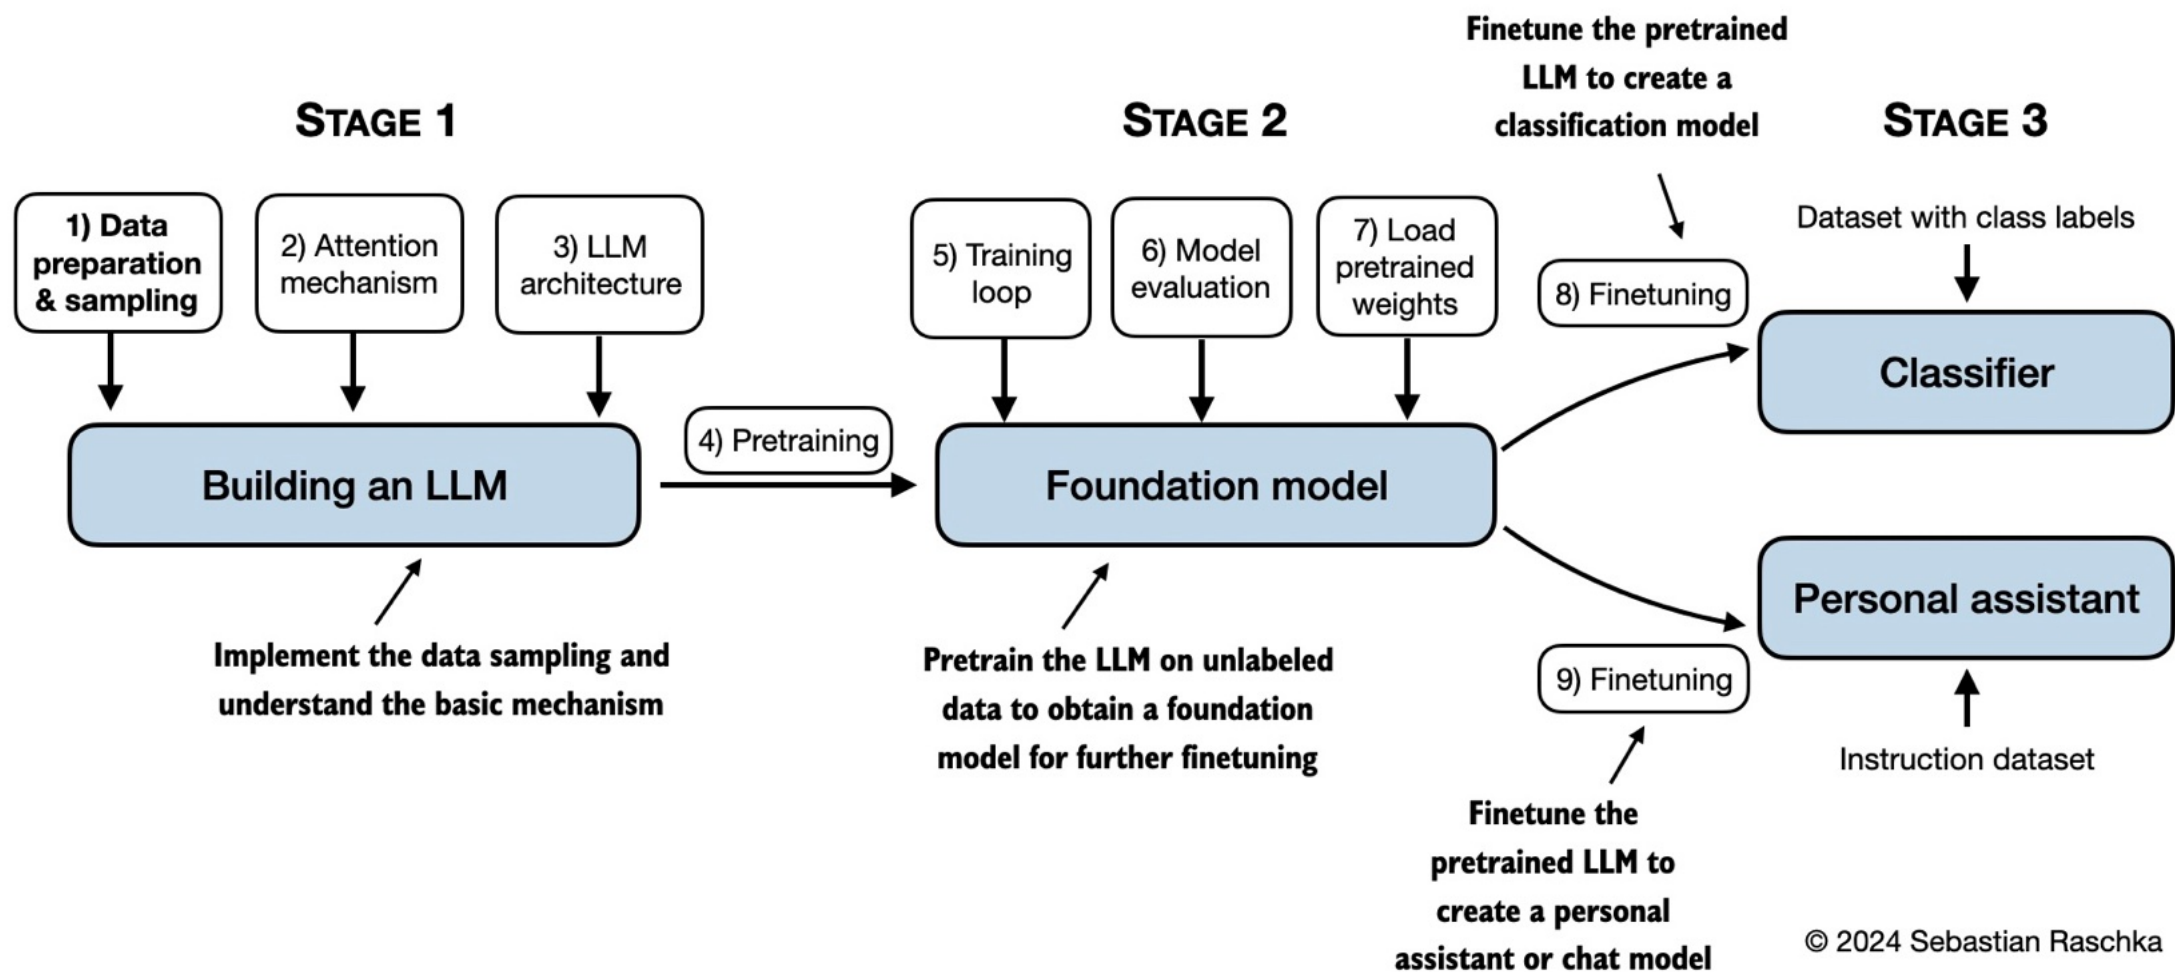 STAGE 1
1) Data
preparation
& sampling
2) Attention
mechanism
3) LLM
architecture
Building an LLM
Implement the data sampling and
understand the basic mechanism
4) Pretraining
STAGE 2
5) Training
loop
6) Model
evaluation
7) Load
pretrained
weights
Foundation model
Pretrain the LLM on unlabeled
data to obtain a foundation
model for further finetuning
Finetune the pretrained
LLM to create a
classification model
8) Finetuning
STAGE 3
Dataset with class labels
Classifier
Personal assistant
9) Finetuning
Instruction dataset
Finetune the
pretrained LLM to
create a personal
assistant or chat model
© 2024 Sebastian Raschka